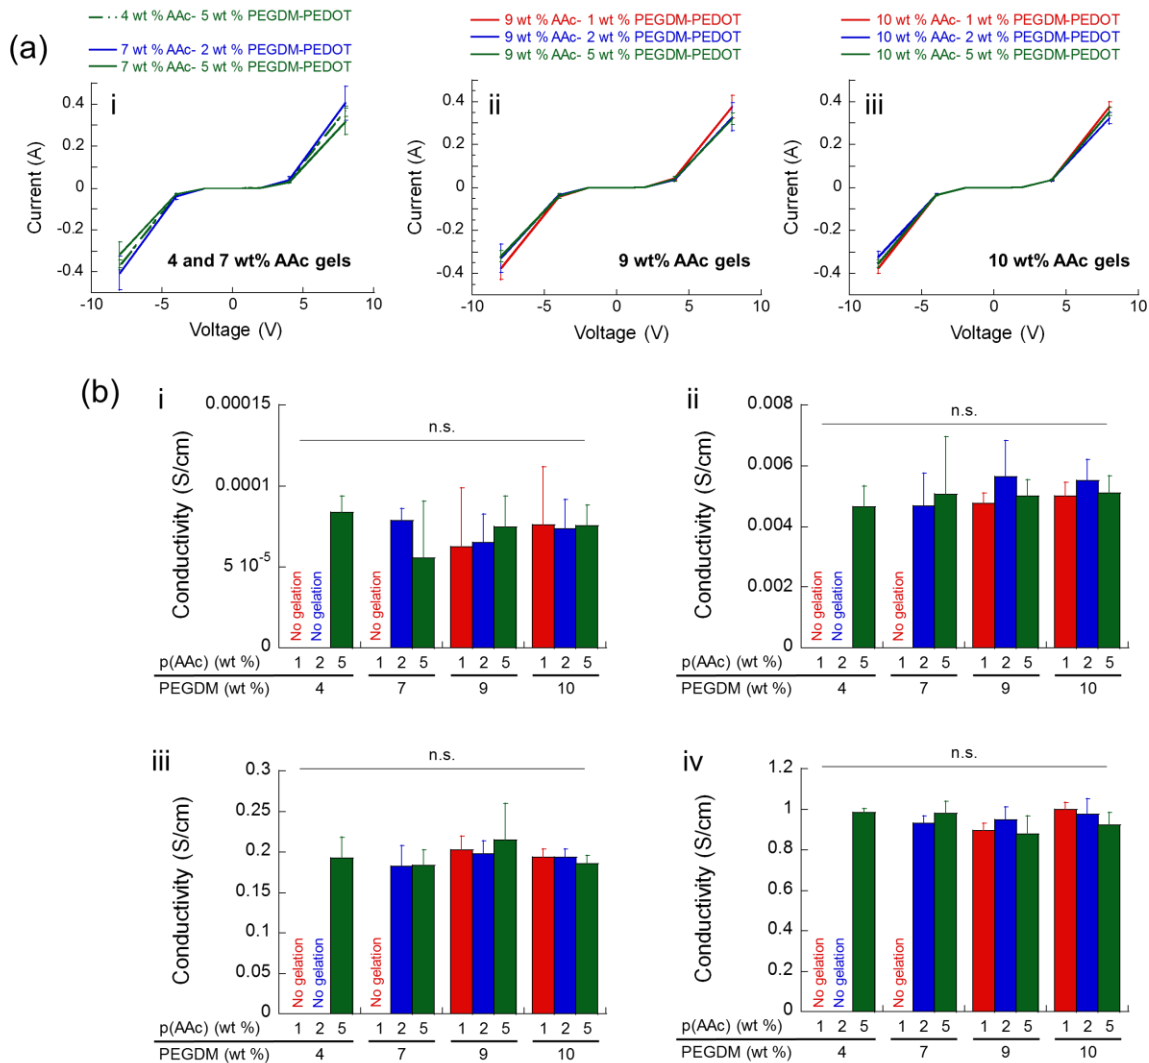 (a)
4 wt % AAc- 5 wt % PEGDM-PEDOT
7 wt % AAc- 2 wt % PEGDM-PEDOT
7 wt % AAc- 5 wt % PEGDM-PEDOT
i
0.4
0.2
0
-0.2
-0.4
-10 -5 0 5 10
Current (A)
Voltage (V)
4 and 7 wt% AAc gels
9 wt % AAc- 1 wt % PEGDM-PEDOT
9 wt % AAc- 2 wt % PEGDM-PEDOT
9 wt % AAc- 5 wt % PEGDM-PEDOT
ii
0.4
0.2
0
-0.2
-0.4
-10 -5 0 5 10
Current (A)
Voltage (V)
9 wt% AAc gels
10 wt % AAc- 1 wt % PEGDM-PEDOT
10 wt % AAc- 2 wt % PEGDM-PEDOT
10 wt % AAc- 5 wt % PEGDM-PEDOT
iii
0.4
0.2
0
-0.2
-0.4
-10 -5 0 5 10
Current (A)
Voltage (V)
10 wt% AAc gels
(b)
i
n.s.
0.00015
0.0001
5 10⁻⁵
0
Conductivity (S/cm)
No gelation
No gelation
No gelation
p(AAc) (wt %) 1 2 5 1 2 5 1 2 5 1 2 5
PEGDM (wt %) 4 7 9 10
ii
n.s.
0.008
0.006
0.004
0.002
0
Conductivity (S/cm)
No gelation
No gelation
No gelation
p(AAc) (wt %) 1 2 5 1 2 5 1 2 5 1 2 5
PEGDM (wt %) 4 7 9 10
iii
n.s.
0.3
0.25
0.2
0.15
0.1
0.05
0
Conductivity (S/cm)
No gelation
No gelation
No gelation
p(AAc) (wt %) 1 2 5 1 2 5 1 2 5 1 2 5
PEGDM (wt %) 4 7 9 10
iv
n.s.
1.2
1
0.8
0.6
0.4
0.2
0
Conductivity (S/cm)
No gelation
No gelation
No gelation
p(AAc) (wt %) 1 2 5 1 2 5 1 2 5 1 2 5
PEGDM (wt %) 4 7 9 10